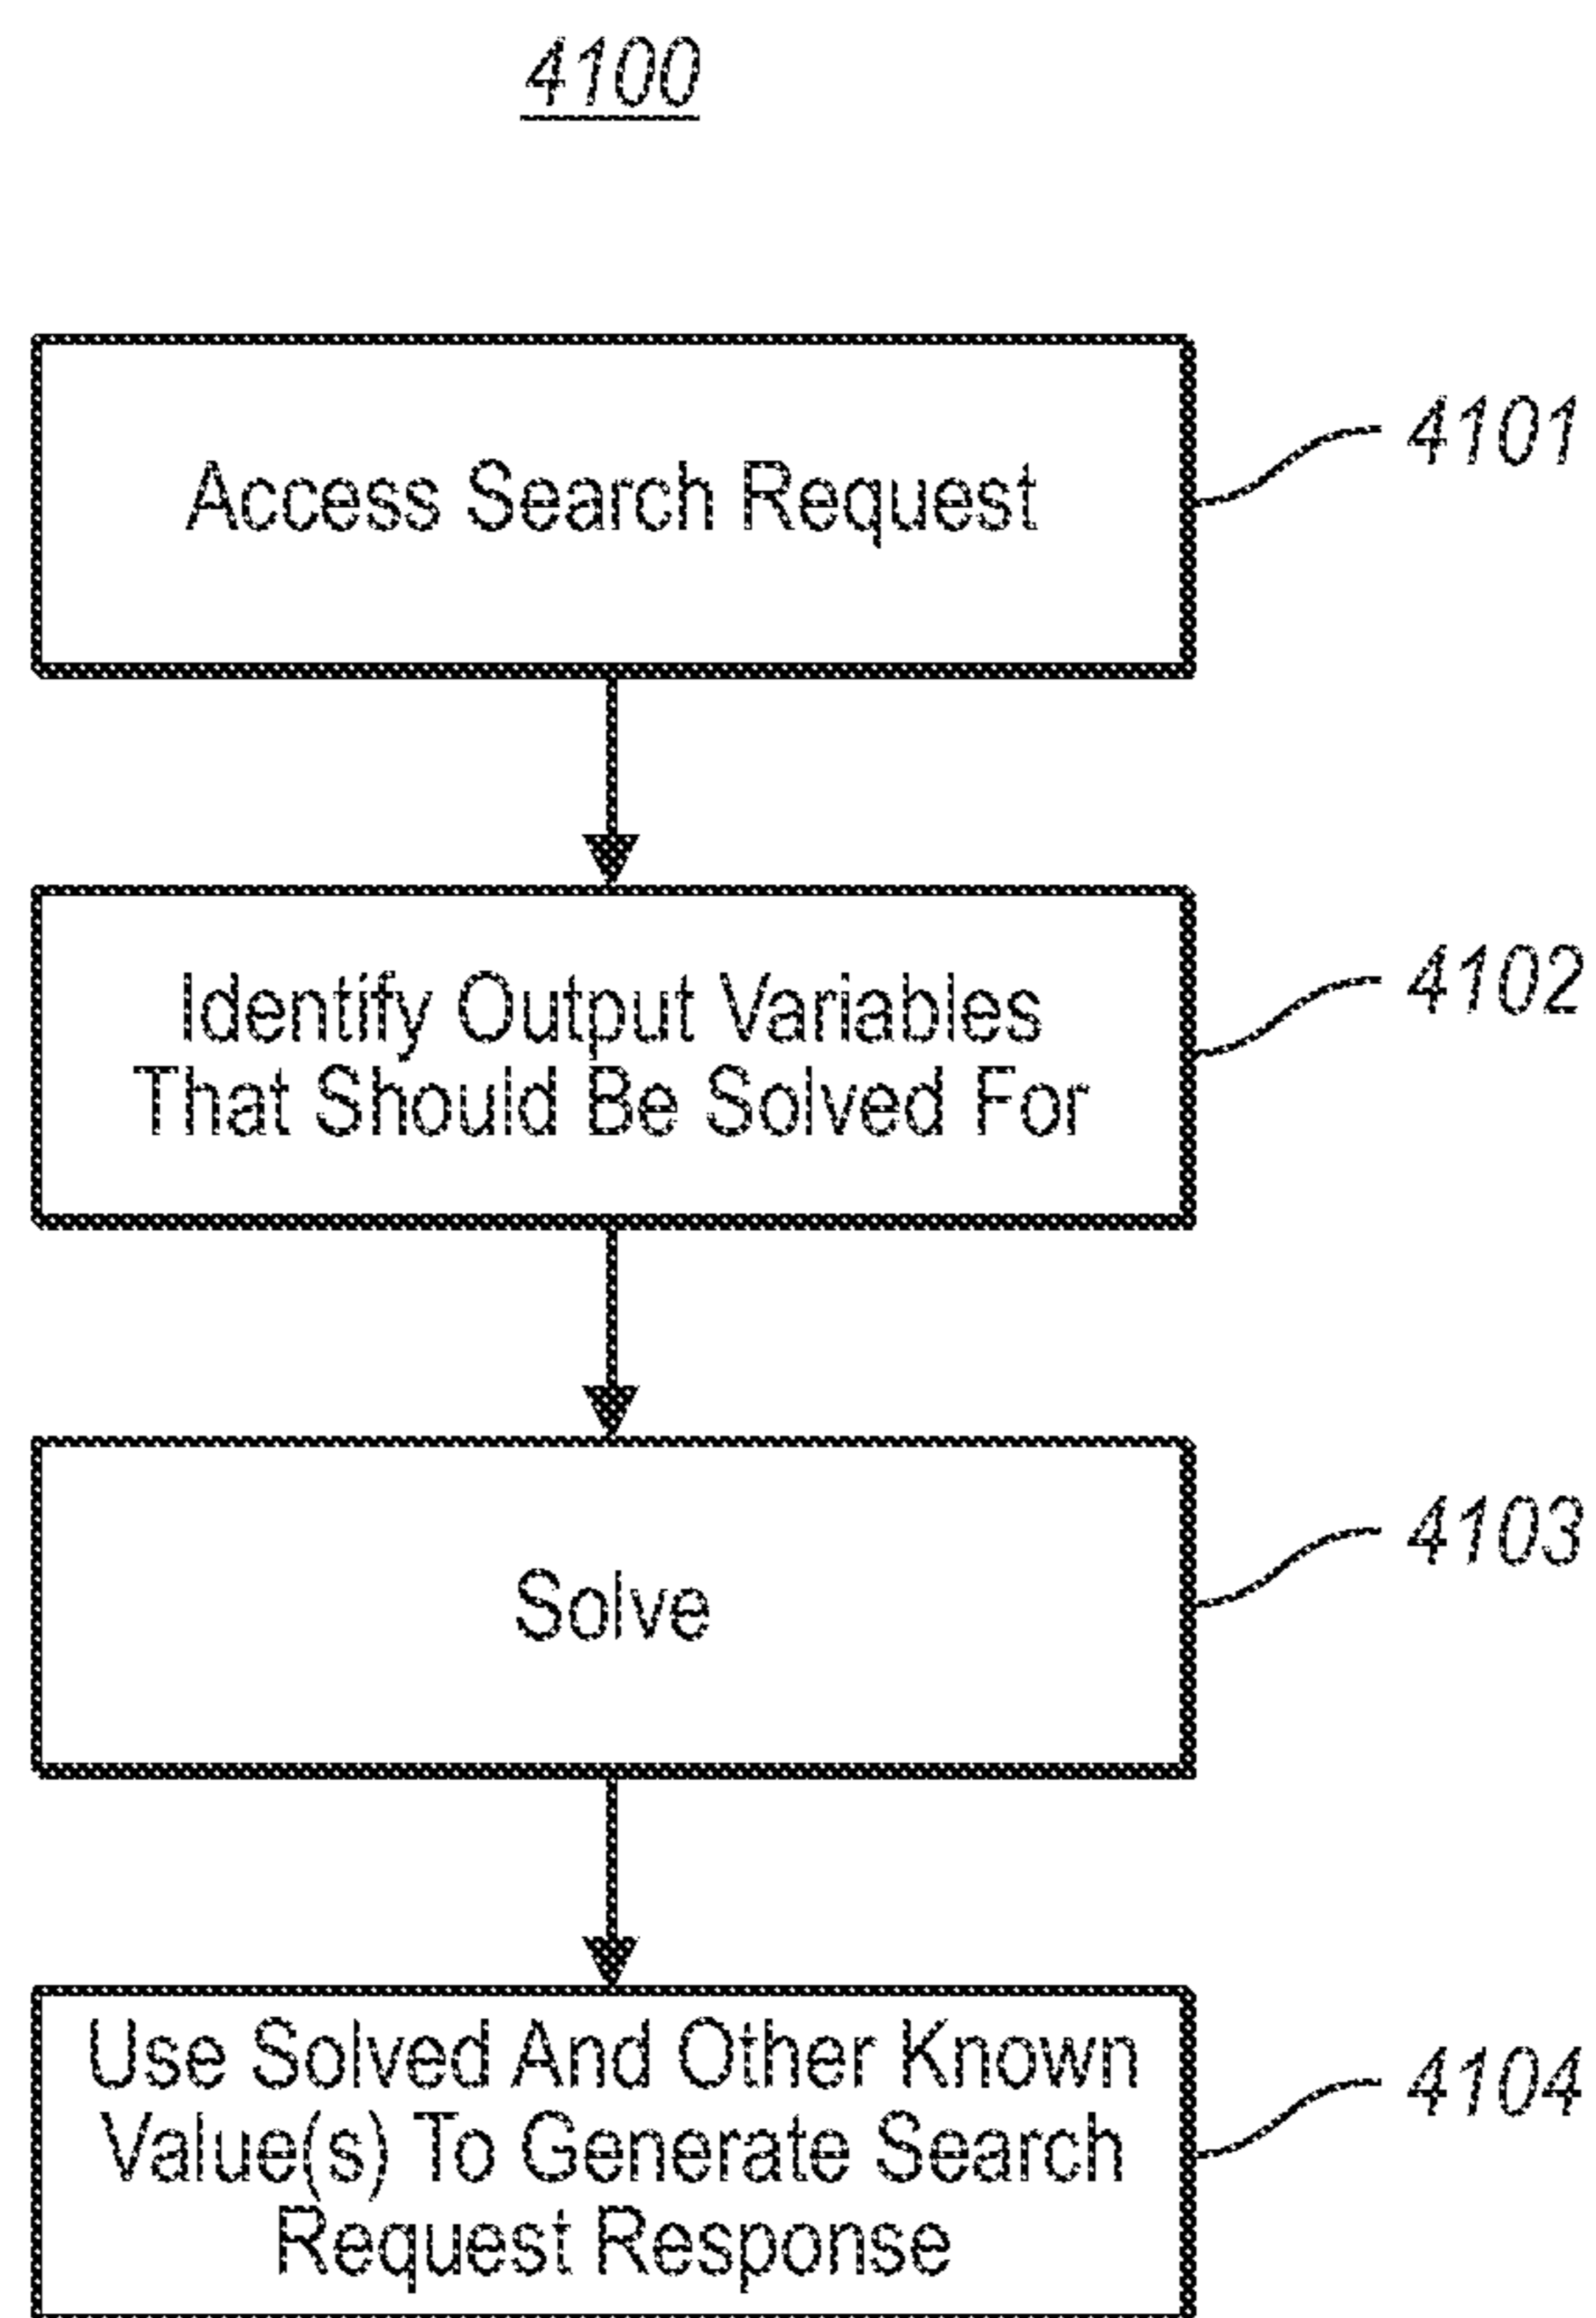 4100
Access Search Request
4101
Identify Output Variables
That Should Be Solved For
4102
Solve
4103
Use Solved And Other Known
Value(s) To Generate Search
Request Response
4104